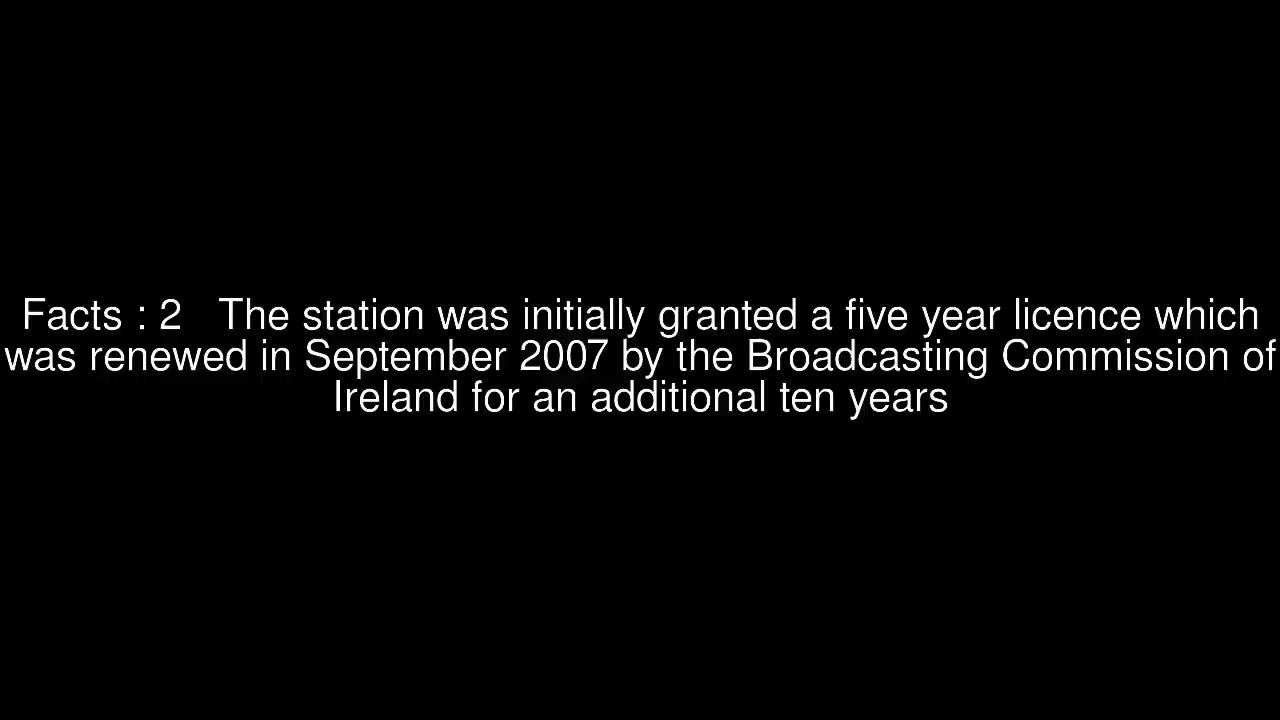 Facts : 2   The station was initially granted a five year licence which
was renewed in September 2007 by the Broadcasting Commission of
Ireland for an additional ten years